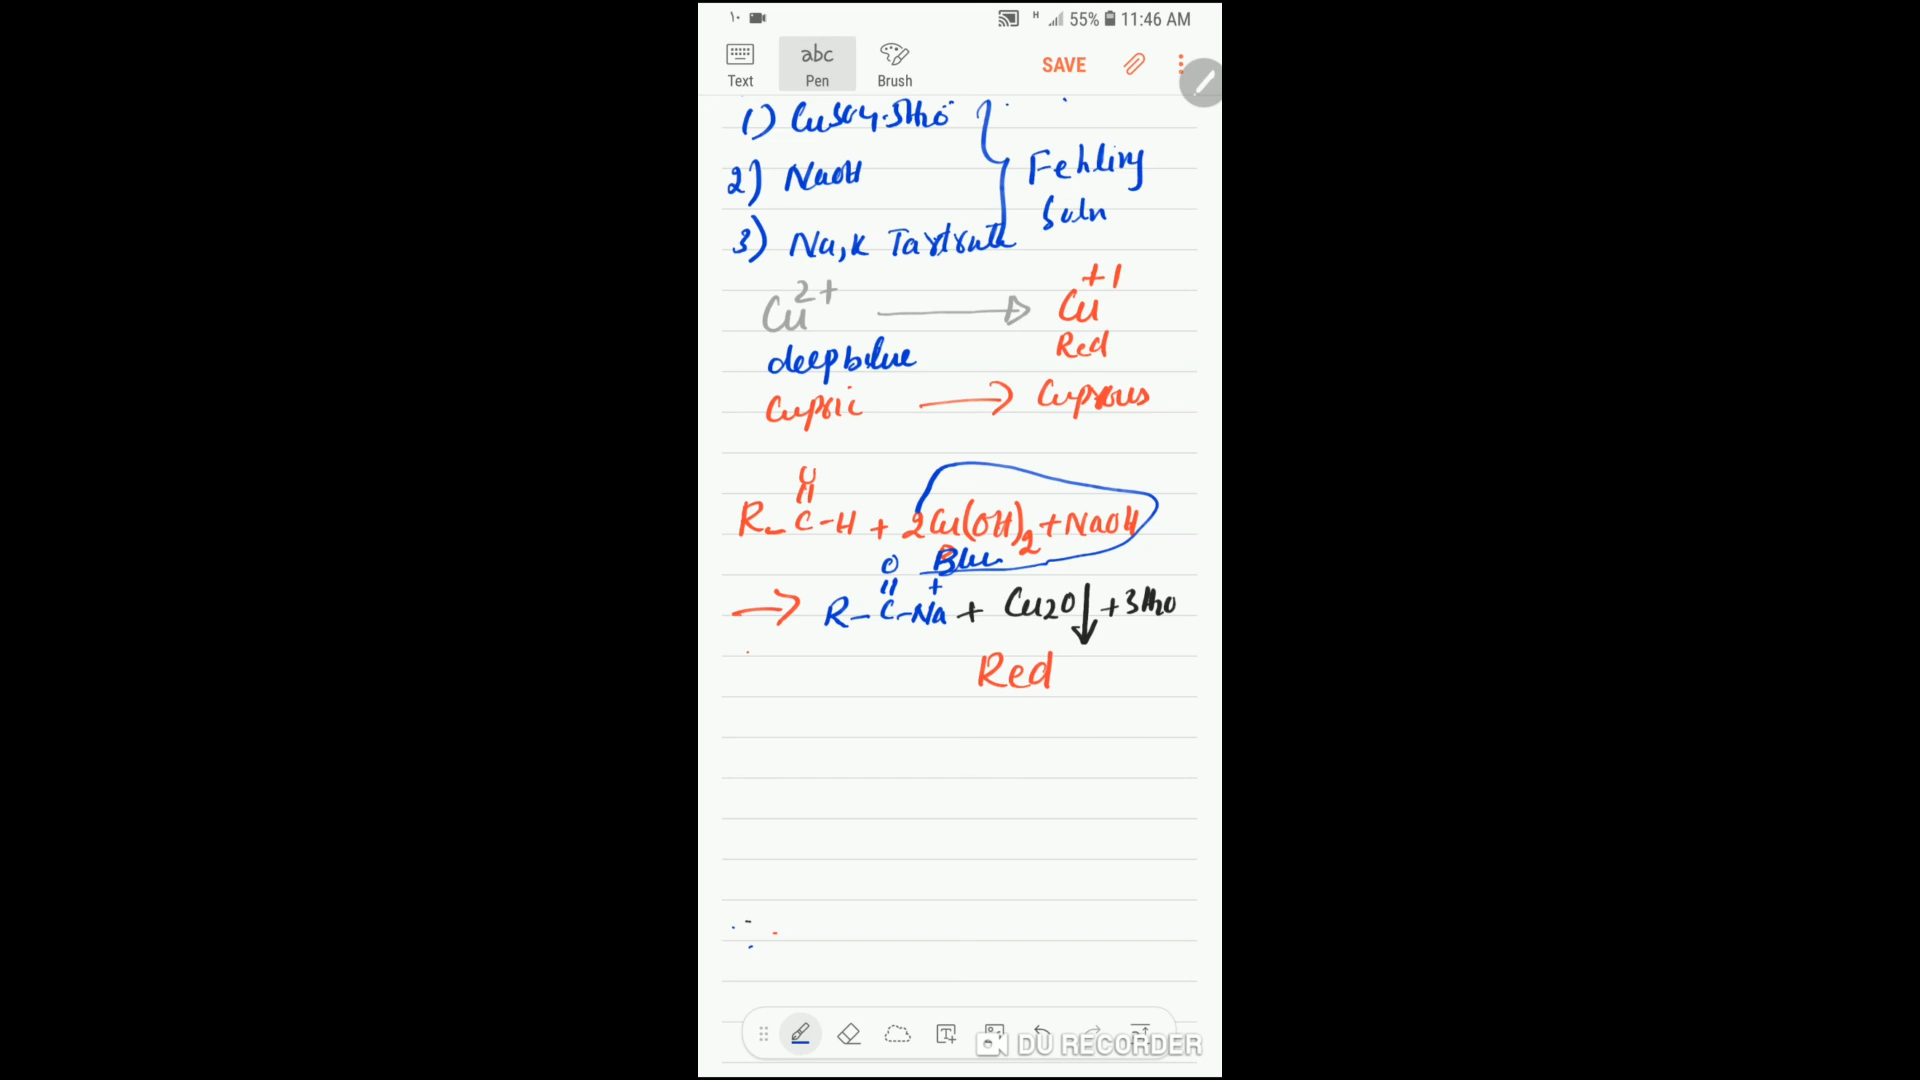 ١٠ H 55% 11:46 AM
Text abc Pen Brush SAVE
1) CuSO4.5H2O
2) NaOH
3) Na,K Tartrate
Fehling
Soln
Cu2+ → Cu+1
deep blue Red
Cupric → Cuprous
O
R-C-H + 2Cu(OH)2+NaOH
O Blue
+
→ R-C-Na + Cu2O↓ +3H2O
Red
DU RECORDER